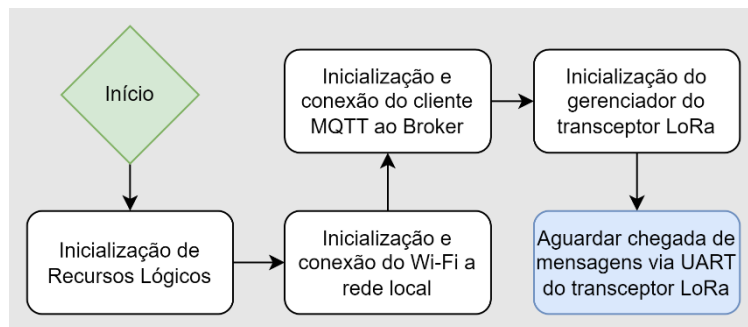 Início
Inicialização de
Recursos Lógicos
Inicialização e
conexão do Wi-Fi a
rede local
Inicialização e
conexão do cliente
MQTT ao Broker
Inicialização do
gerenciador do
transceptor LoRa
Aguardar chegada de
mensagens via UART
do transceptor LoRa